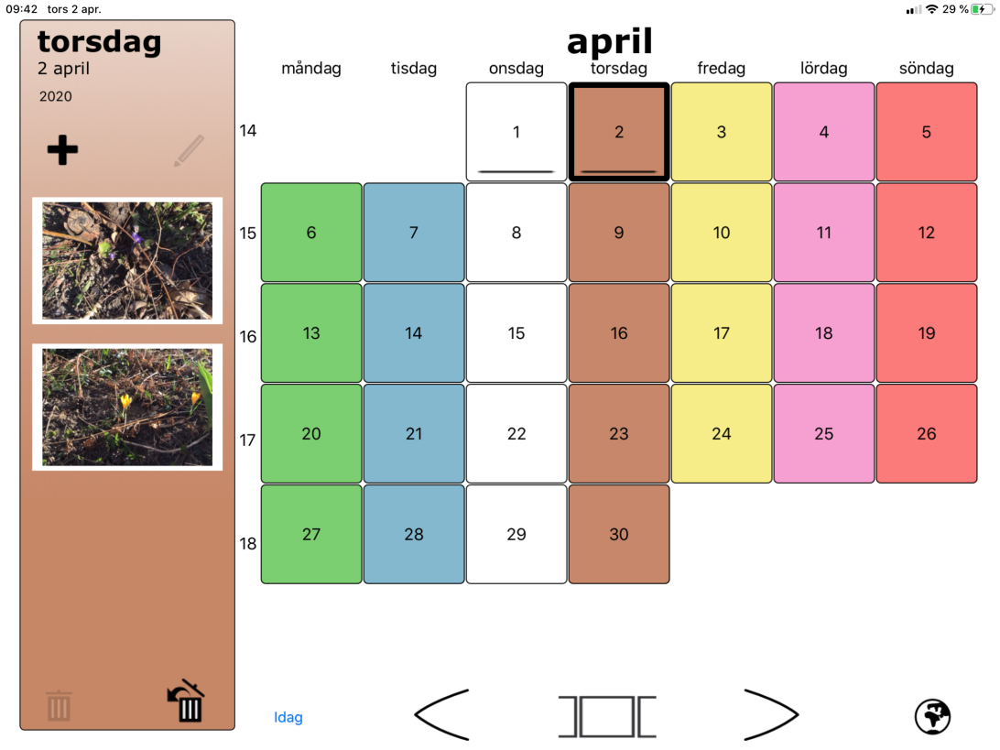 09:42 tors 2 apr.
29 %
torsdag
2 april
2020
april
måndag tisdag onsdag torsdag fredag lördag söndag
14 1 2 3 4 5
15 6 7 8 9 10 11 12
16 13 14 15 16 17 18 19
17 20 21 22 23 24 25 26
18 27 28 29 30
Idag